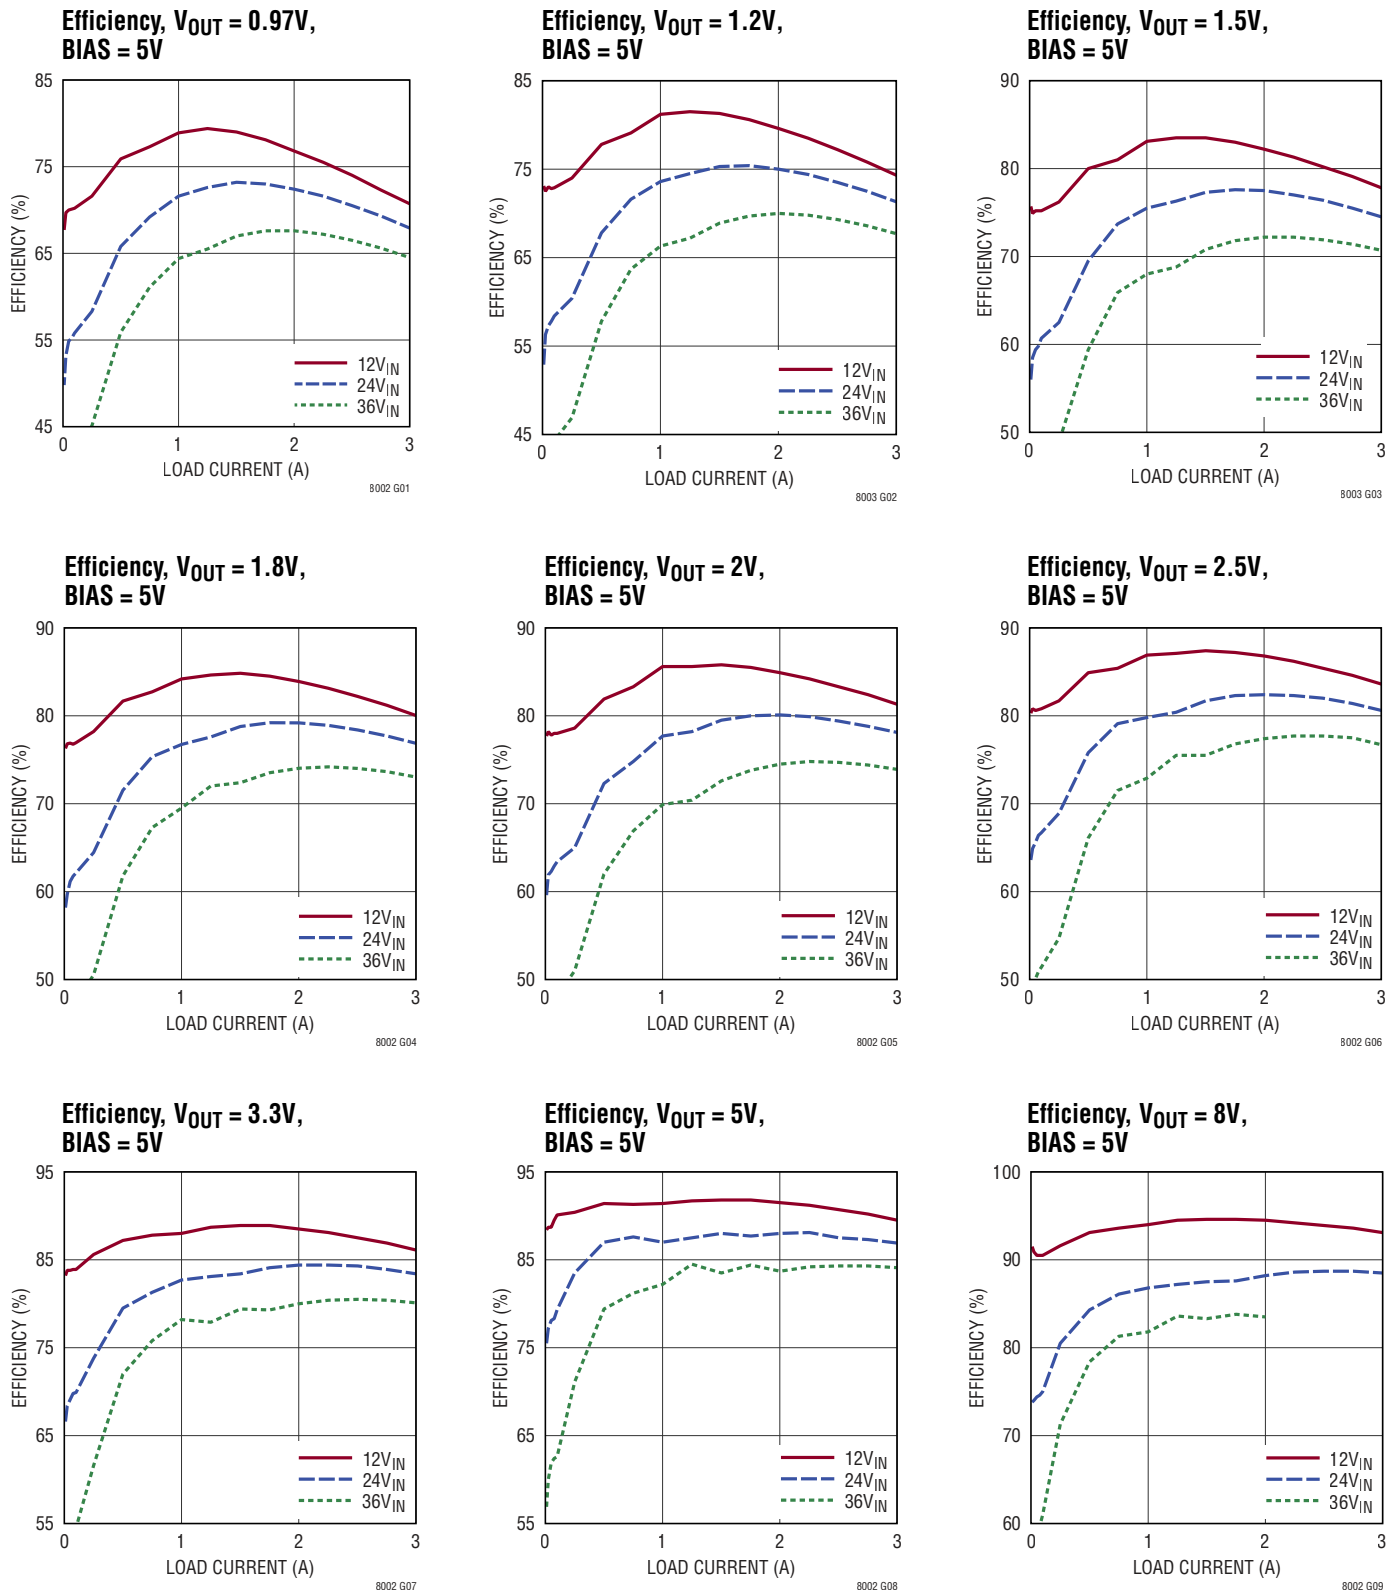 Efficiency, VOUT = 0.97V,
BIAS = 5V
85
75
65
55
45
EFFICIENCY (%)
12VIN
24VIN
36VIN
0 1 2 3
LOAD CURRENT (A)
8002 G01
Efficiency, VOUT = 1.2V,
BIAS = 5V
85
75
65
55
45
EFFICIENCY (%)
12VIN
24VIN
36VIN
0 1 2 3
LOAD CURRENT (A)
8003 G02
Efficiency, VOUT = 1.5V,
BIAS = 5V
90
80
70
60
50
EFFICIENCY (%)
12VIN
24VIN
36VIN
0 1 2 3
LOAD CURRENT (A)
8003 G03
Efficiency, VOUT = 1.8V,
BIAS = 5V
90
80
70
60
50
EFFICIENCY (%)
12VIN
24VIN
36VIN
0 1 2 3
LOAD CURRENT (A)
8002 G04
Efficiency, VOUT = 2V,
BIAS = 5V
90
80
70
60
50
EFFICIENCY (%)
12VIN
24VIN
36VIN
0 1 2 3
LOAD CURRENT (A)
8002 G05
Efficiency, VOUT = 2.5V,
BIAS = 5V
90
80
70
60
50
EFFICIENCY (%)
12VIN
24VIN
36VIN
0 1 2 3
LOAD CURRENT (A)
8002 G06
Efficiency, VOUT = 3.3V,
BIAS = 5V
95
85
75
65
55
EFFICIENCY (%)
12VIN
24VIN
36VIN
0 1 2 3
LOAD CURRENT (A)
8002 G07
Efficiency, VOUT = 5V,
BIAS = 5V
95
85
75
65
55
EFFICIENCY (%)
12VIN
24VIN
36VIN
0 1 2 3
LOAD CURRENT (A)
8002 G08
Efficiency, VOUT = 8V,
BIAS = 5V
100
90
80
70
60
EFFICIENCY (%)
12VIN
24VIN
36VIN
0 1 2 3
LOAD CURRENT (A)
8002 G09